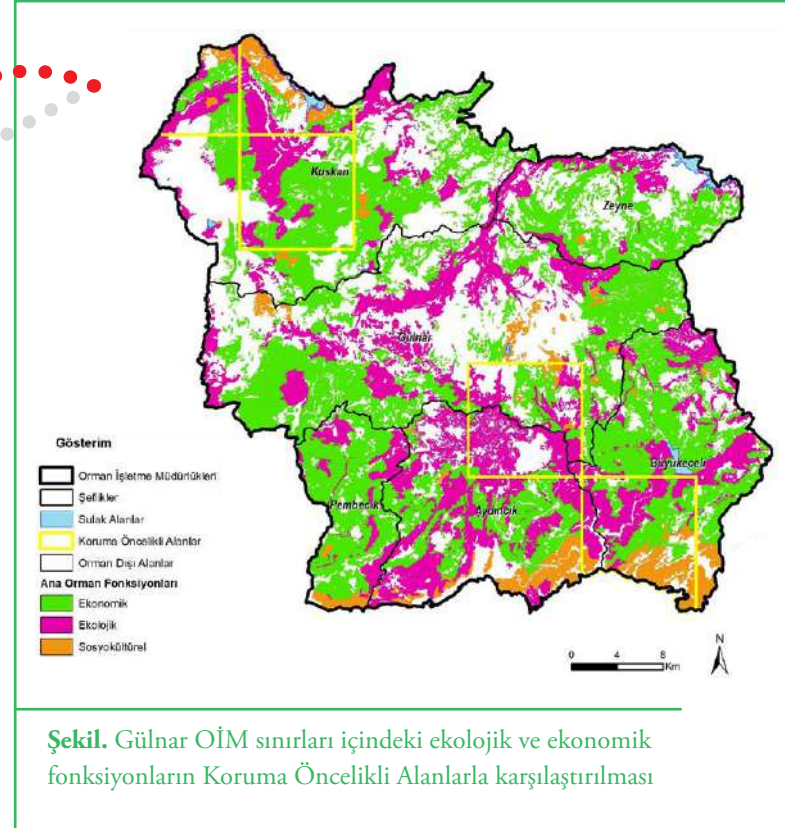 Kuskan
Zeyne
Gülnar
Büyükeceli
Pembecik
Aydıncık
Gösterim
Orman İşletme Müdürlükleri
Şeflikler
Sulak Alanlar
Koruma Öncelikli Alanlar
Orman Dışı Alanlar
Ana Orman Fonksiyonları
Ekonomik
Ekolojik
Sosyokültürel
0 4 8
Km
N
Şekil. Gülnar OİM sınırları içindeki ekolojik ve ekonomik
fonksiyonların Koruma Öncelikli Alanlarla karşılaştırılması